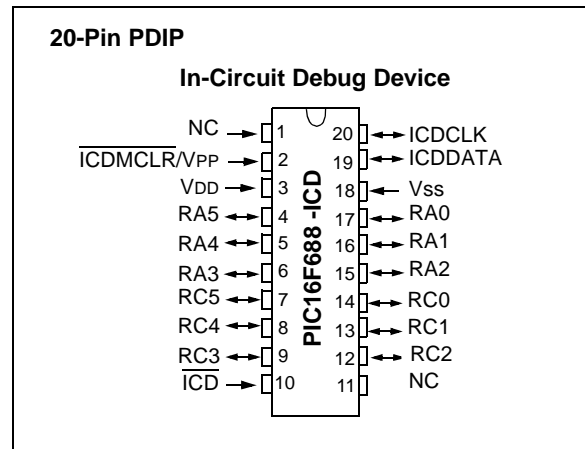 20-Pin PDIP
In-Circuit Debug Device
NC 1 20 ICDCLK
ICDMCLR/VPP 2 19 ICDDATA
VDD 3 18 Vss
RA5 4 17 RA0
RA4 5 16 RA1
RA3 6 15 RA2
RC5 7 14 RC0
RC4 8 13 RC1
RC3 9 12 RC2
ICD 10 11 NC
PIC16F688 -ICD